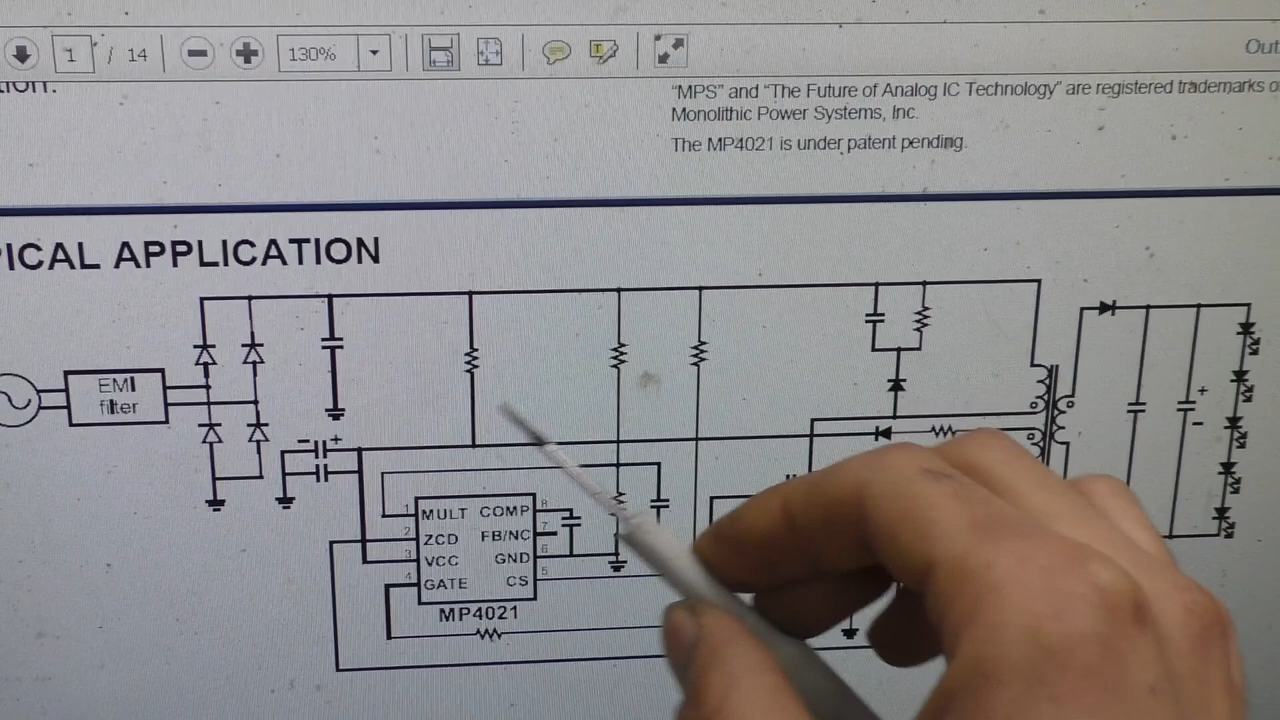 1 / 14
130%
"MPS" and "The Future of Analog IC Technology" are registered trademarks
Monolithic Power Systems, Inc.
The MP4021 is under patent pending.
PICAL APPLICATION
EMI
filter
- +
+
-
1 MULT COMP 8
2 ZCD FB/NC 7
3 VCC GND 6
4 GATE CS 5
MP4021